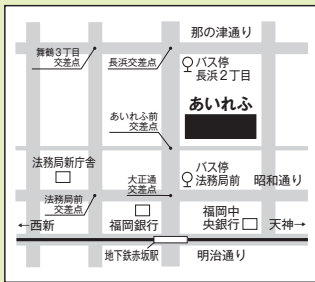 那の津通り
舞鶴3丁目
交差点
長浜交差点
バス停
長浜2丁目
あいれふ
あいれふ前
交差点
法務局新庁舎
大正通
交差点
バス停
法務局前
昭和通り
法務局前
交差点
福岡銀行
福岡中
央銀行
←西新
天神→
地下鉄赤坂駅
明治通り